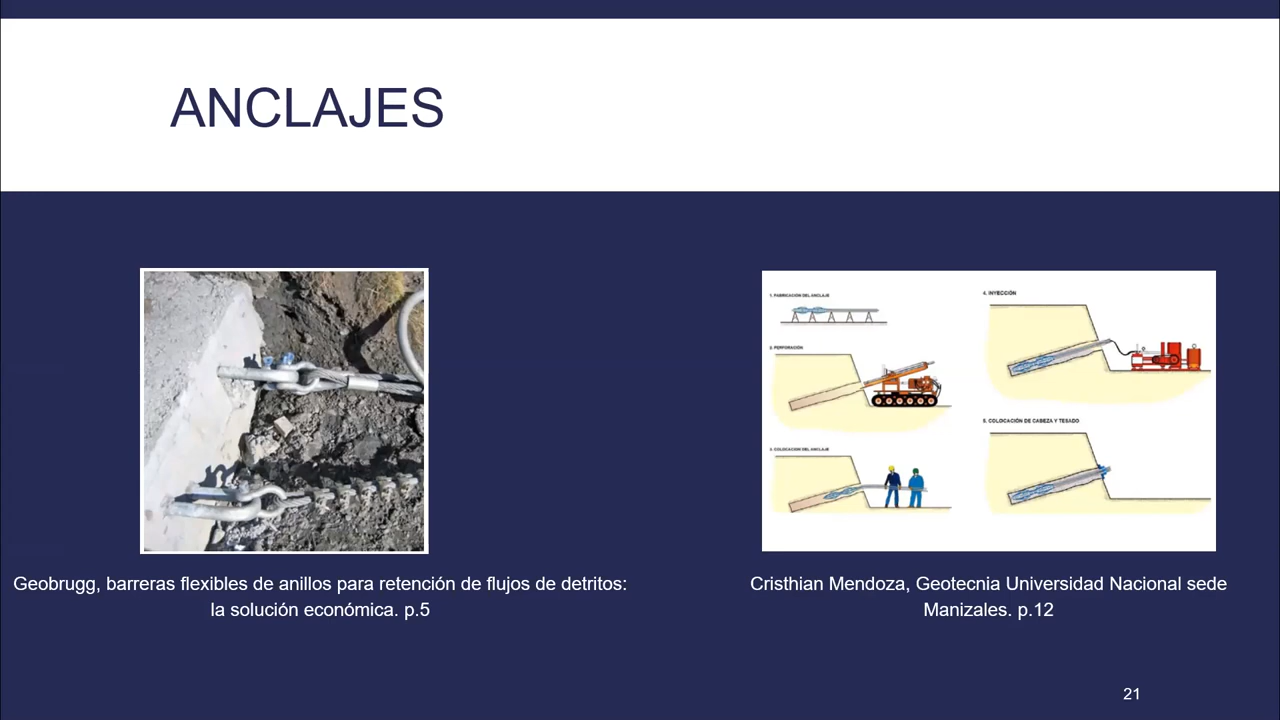 ANCLAJES
1. FABRICACIÓN DEL ANCLAJE
2. PERFORACIÓN
3. COLOCACION DEL ANCLAJE
4. INYECCIÓN
5. COLOCACIÓN DE CABEZA Y TESADO
Geobrugg, barreras flexibles de anillos para retención de flujos de detritos:
la solución económica. p.5
Cristhian Mendoza, Geotecnia Universidad Nacional sede
Manizales. p.12
21